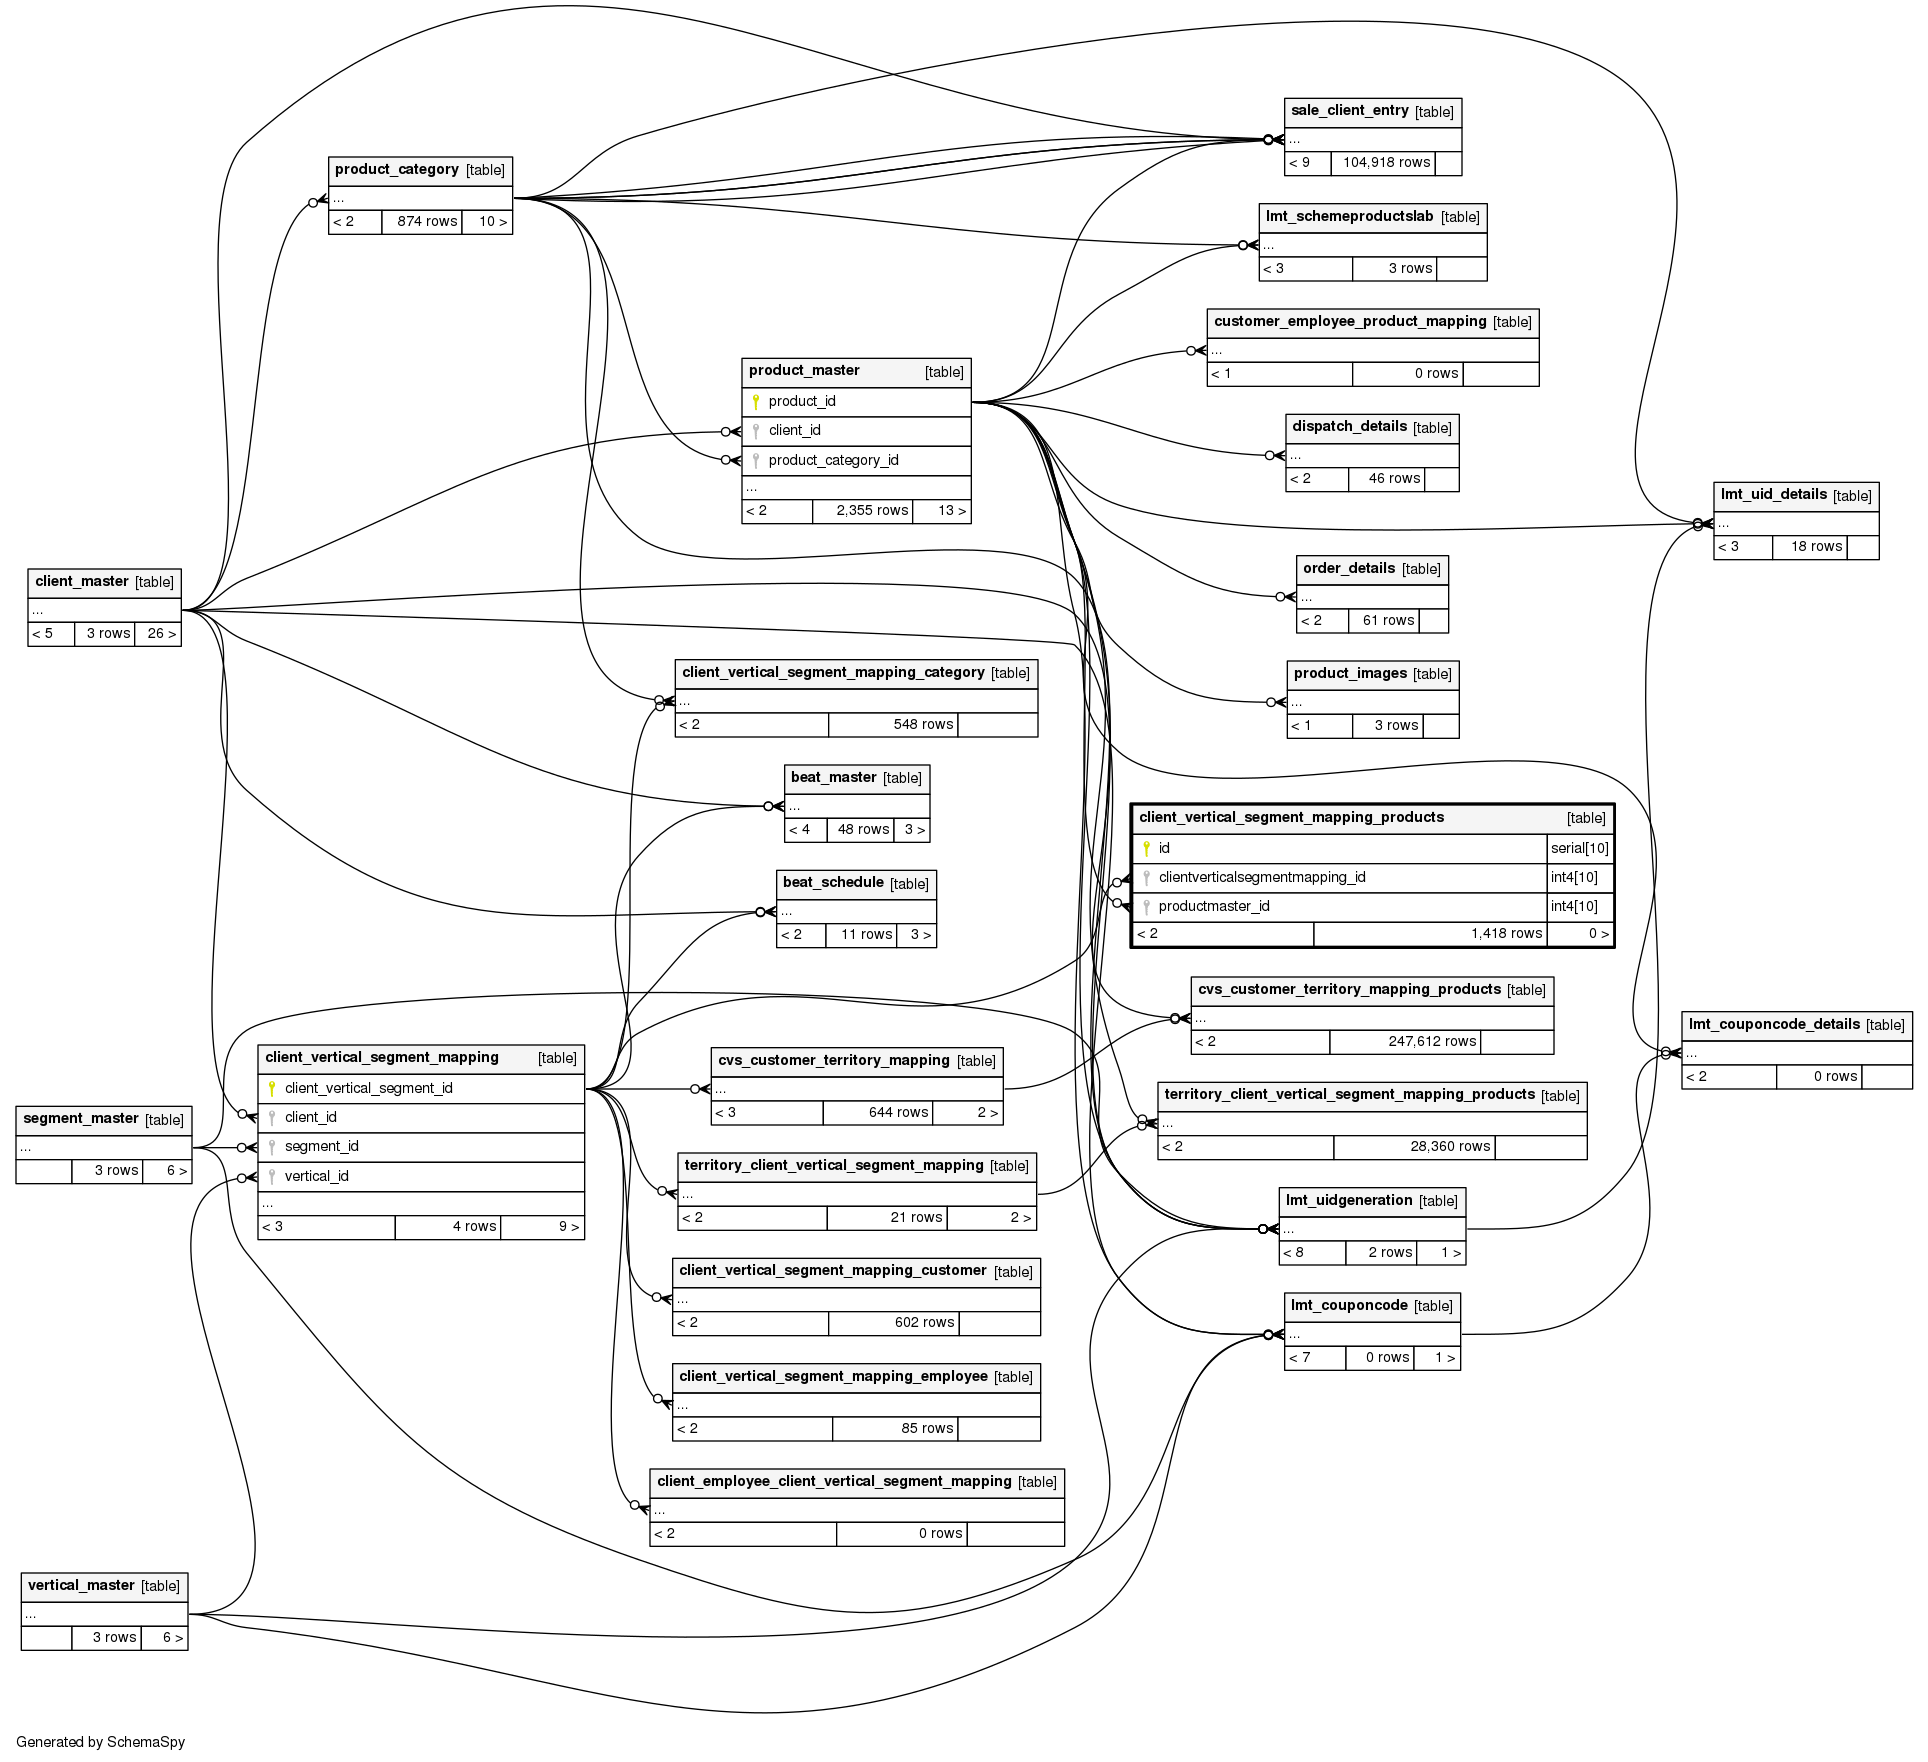 sale_client_entry [table]
...
< 9 104,918 rows
product_category [table]
...
< 2 874 rows 10 >
lmt_schemeproductslab [table]
...
< 3 3 rows
customer_employee_product_mapping [table]
...
< 1 0 rows
product_master [table]
product_id
client_id
product_category_id
...
< 2 2,355 rows 13 >
dispatch_details [table]
...
< 2 46 rows
lmt_uid_details [table]
...
< 3 18 rows
order_details [table]
...
< 2 61 rows
client_master [table]
...
< 5 3 rows 26 >
client_vertical_segment_mapping_category [table]
...
< 2 548 rows
product_images [table]
...
< 1 3 rows
beat_master [table]
...
< 4 48 rows 3 >
client_vertical_segment_mapping_products [table]
id serial[10]
clientverticalsegmentmapping_id int4[10]
productmaster_id int4[10]
< 2 1,418 rows 0 >
beat_schedule [table]
...
< 2 11 rows 3 >
cvs_customer_territory_mapping_products [table]
...
< 2 247,612 rows
lmt_couponcode_details [table]
...
< 2 0 rows
client_vertical_segment_mapping [table]
client_vertical_segment_id
client_id
segment_id
vertical_id
...
< 3 4 rows 9 >
cvs_customer_territory_mapping [table]
...
< 3 644 rows 2 >
territory_client_vertical_segment_mapping_products [table]
...
< 2 28,360 rows
segment_master [table]
...
3 rows 6 >
territory_client_vertical_segment_mapping [table]
...
< 2 21 rows 2 >
lmt_uidgeneration [table]
...
< 8 2 rows 1 >
client_vertical_segment_mapping_customer [table]
...
< 2 602 rows
lmt_couponcode [table]
...
< 7 0 rows 1 >
client_vertical_segment_mapping_employee [table]
...
< 2 85 rows
client_employee_client_vertical_segment_mapping [table]
...
< 2 0 rows
vertical_master [table]
...
3 rows 6 >
Generated by SchemaSpy